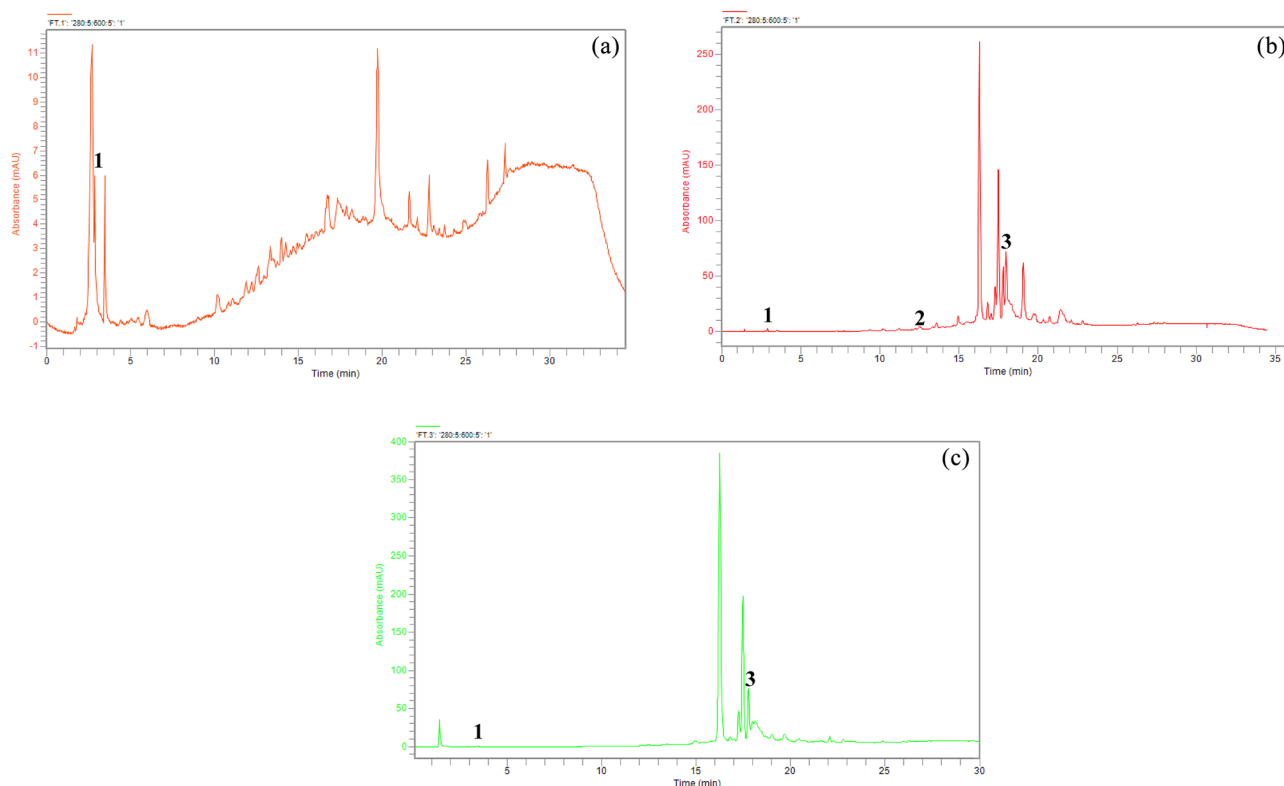 'FT.1': '280:5:600:5': '1'
(a)
Absorbance (mAU)
11
10
9
8
7
6
5
4
3
2
1
0
-1
1
0 5 10 15 20 25 30
Time (min)
'FT.2': '280:5:600:5': '1'
(b)
Absorbance (mAU)
250
200
150
100
50
0
1
2
3
0 5 10 15 20 25 30 35
Time (min)
'FT.3': '280:5:600:5': '1'
(c)
Absorbance (mAU)
400
350
300
250
200
150
100
50
0
1
3
5 10 15 20 25 30
Time (min)